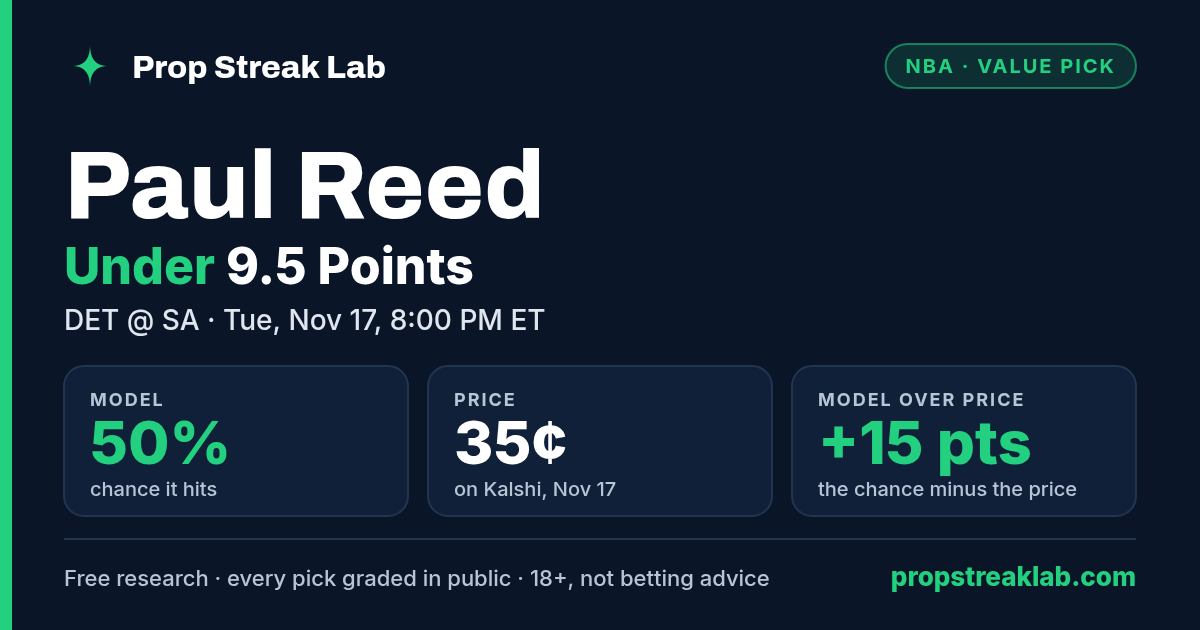 Prop Streak Lab
NBA · VALUE PICK
Paul Reed
Under 9.5 Points
DET @ SA · Tue, Nov 17, 8:00 PM ET
MODEL
50%
chance it hits
PRICE
35¢
on Kalshi, Nov 17
MODEL OVER PRICE
+15 pts
the chance minus the price
Free research · every pick graded in public · 18+, not betting advice
propstreaklab.com